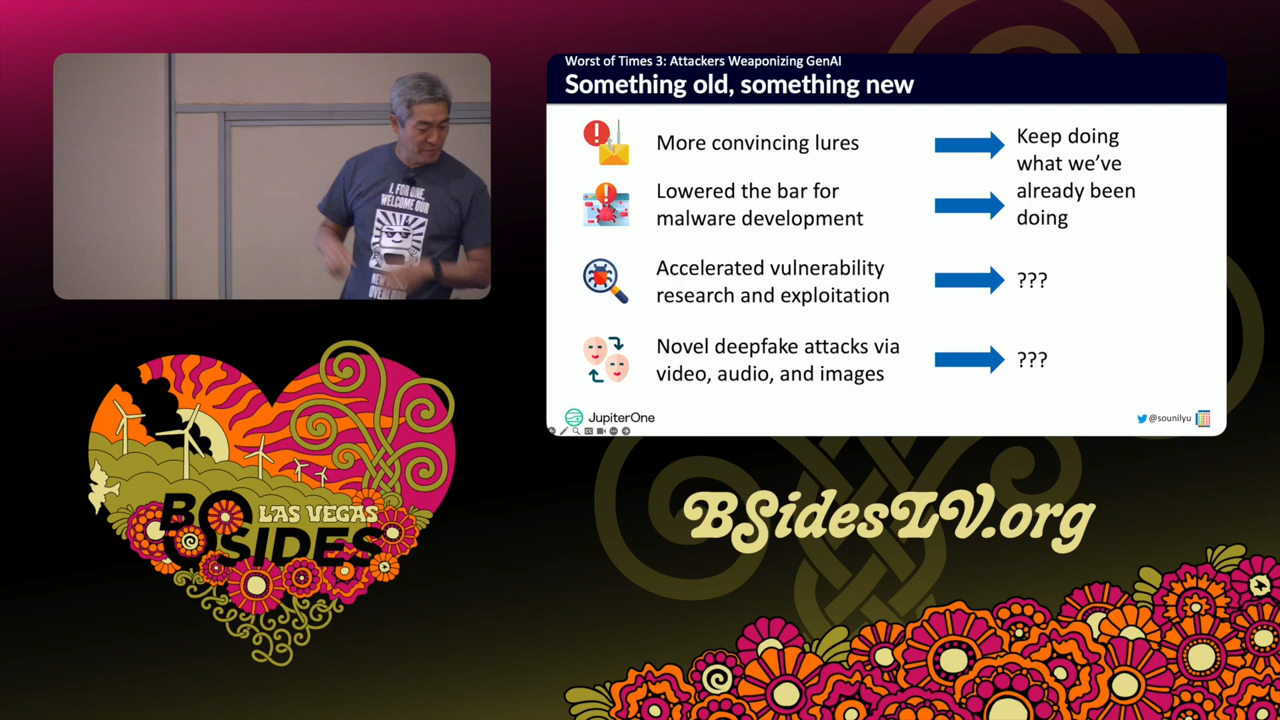 I, FOR ONE,
WELCOME OUR
Worst of Times 3: Attackers Weaponizing GenAI
Something old, something new
More convincing lures
Lowered the bar for
malware development
Keep doing
what we've
already been
doing
Accelerated vulnerability
research and exploitation
???
Novel deepfake attacks via
video, audio, and images
???
JupiterOne
@sounilyu
LAS VEGAS
BSIDES
23
BSidesLV.org